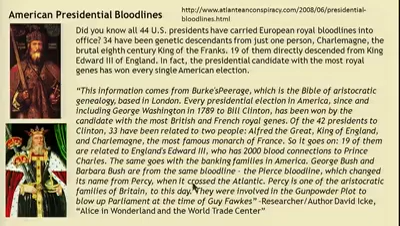 American Presidential Bloodlines
http://www.atlanteanconspiracy.com/2008/06/presidential-
bloodlines.html
Did you know all 44 U.S. presidents have carried European royal bloodlines into
office? 34 have been genetic descendants from just one person, Charlemagne, the
brutal eighth century King of the Franks. 19 of them directly descended from King
Edward III of England. In fact, the presidential candidate with the most royal
genes has won every single American election.
“This information comes from Burke'sPeerage, which is the Bible of aristocratic
genealogy, based in London. Every presidential election in America, since and
including George Washington in 1789 to Bill Clinton, has been won by the
candidate with the most British and French royal genes. Of the 42 presidents to
Clinton, 33 have been related to two people: Alfred the Great, King of England,
and Charlemagne, the most famous monarch of France. So it goes on: 19 of them
are related to England's Edward III, who has 2000 blood connections to Prince
Charles. The same goes with the banking families in America. George Bush and
Barbara Bush are from the same bloodline - the Pierce bloodline, which changed
its name from Percy, when it crossed the Atlantic. Percy is one of the aristocratic
families of Britain, to this day. They were involved in the Gunpowder Plot to
blow up Parliament at the time of Guy Fawkes” -Researcher/Author David Icke,
“Alice in Wonderland and the World Trade Center”